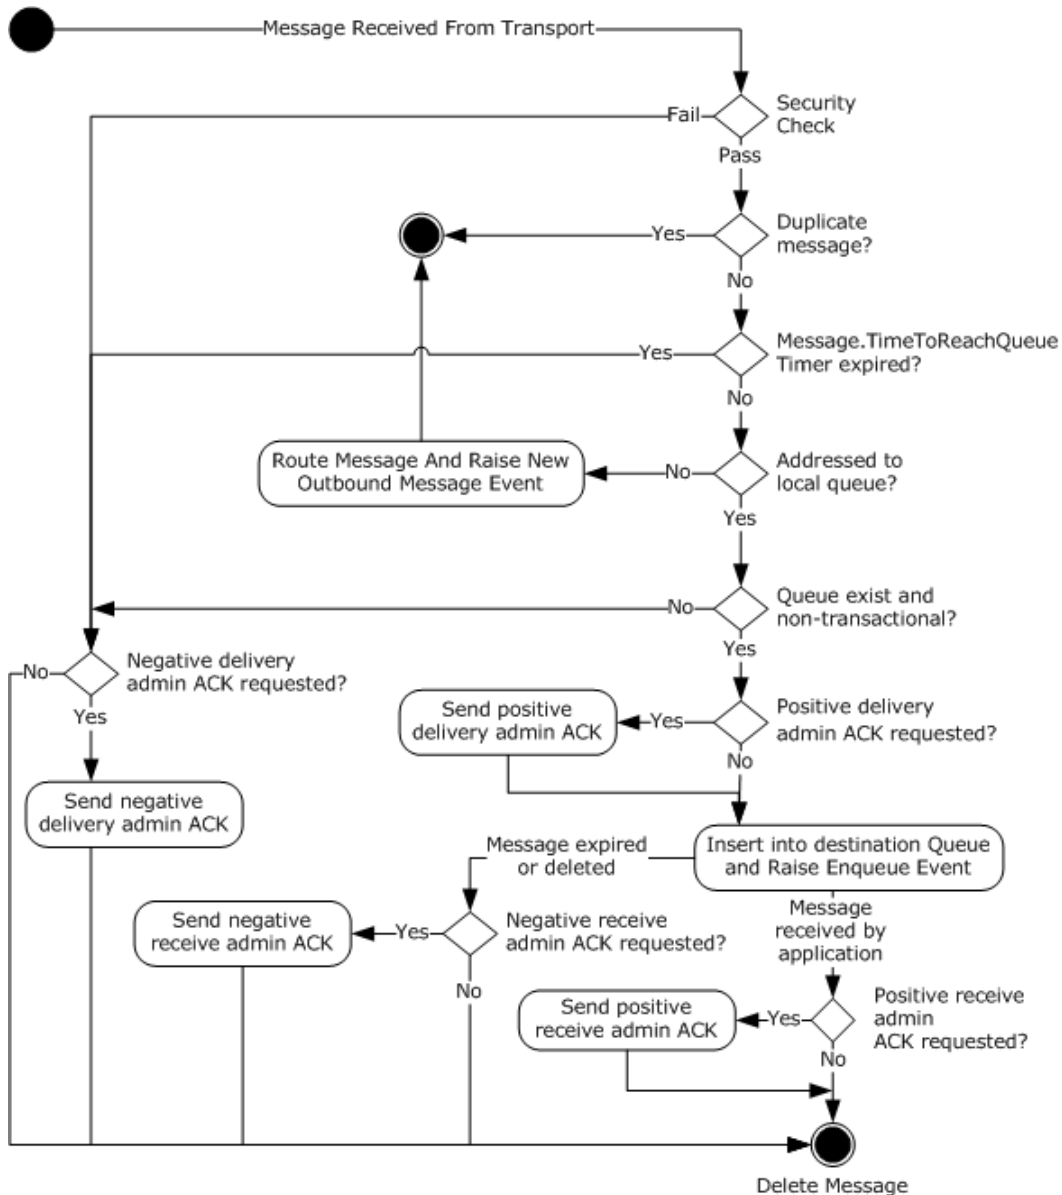 Message Received From Transport
Fail
Security
Check
Pass
Yes
Duplicate
message?
No
Yes
Message.TimeToReachQueue
Timer expired?
No
Route Message And Raise New
Outbound Message Event
No
Addressed to
local queue?
Yes
No
Queue exist and
non-transactional?
Yes
No
Negative delivery
admin ACK requested?
Yes
Send positive
delivery admin ACK
Yes
Positive delivery
admin ACK requested?
No
Send negative
delivery admin ACK
Message expired
or deleted
Insert into destination Queue
and Raise Enqueue Event
Send negative
receive admin ACK
Yes
Negative receive
admin ACK requested?
No
Message
received by
application
Send positive
receive admin ACK
Yes
Positive receive
admin
ACK requested?
No
Delete Message